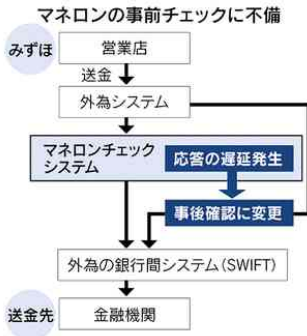 マネロンの事前チェックに不備
みずほ
営業店
送金
外為システム
マネロンチェック
システム
応答の遅延発生
事後確認に変更
外為の銀行間システム(SWIFT)
送金先
金融機関